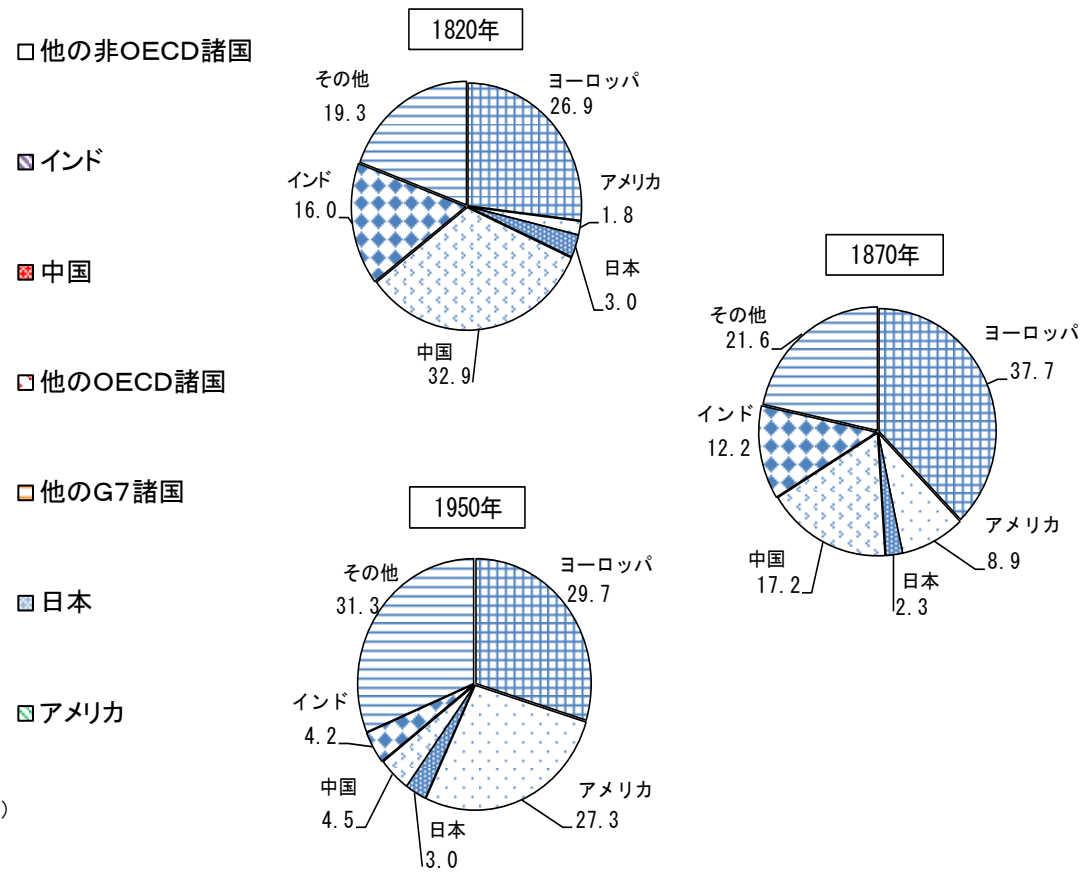 他の非OECD諸国
インド
中国
他のOECD諸国
他のG7諸国
日本
アメリカ
)
1820年
その他
19.3
ヨーロッパ
26.9
インド
16.0
アメリカ
1.8
日本
3.0
中国
32.9
1870年
その他
21.6
ヨーロッパ
37.7
インド
12.2
アメリカ
8.9
中国
17.2
日本
2.3
1950年
その他
31.3
ヨーロッパ
29.7
インド
4.2
中国
4.5
アメリカ
27.3
日本
3.0